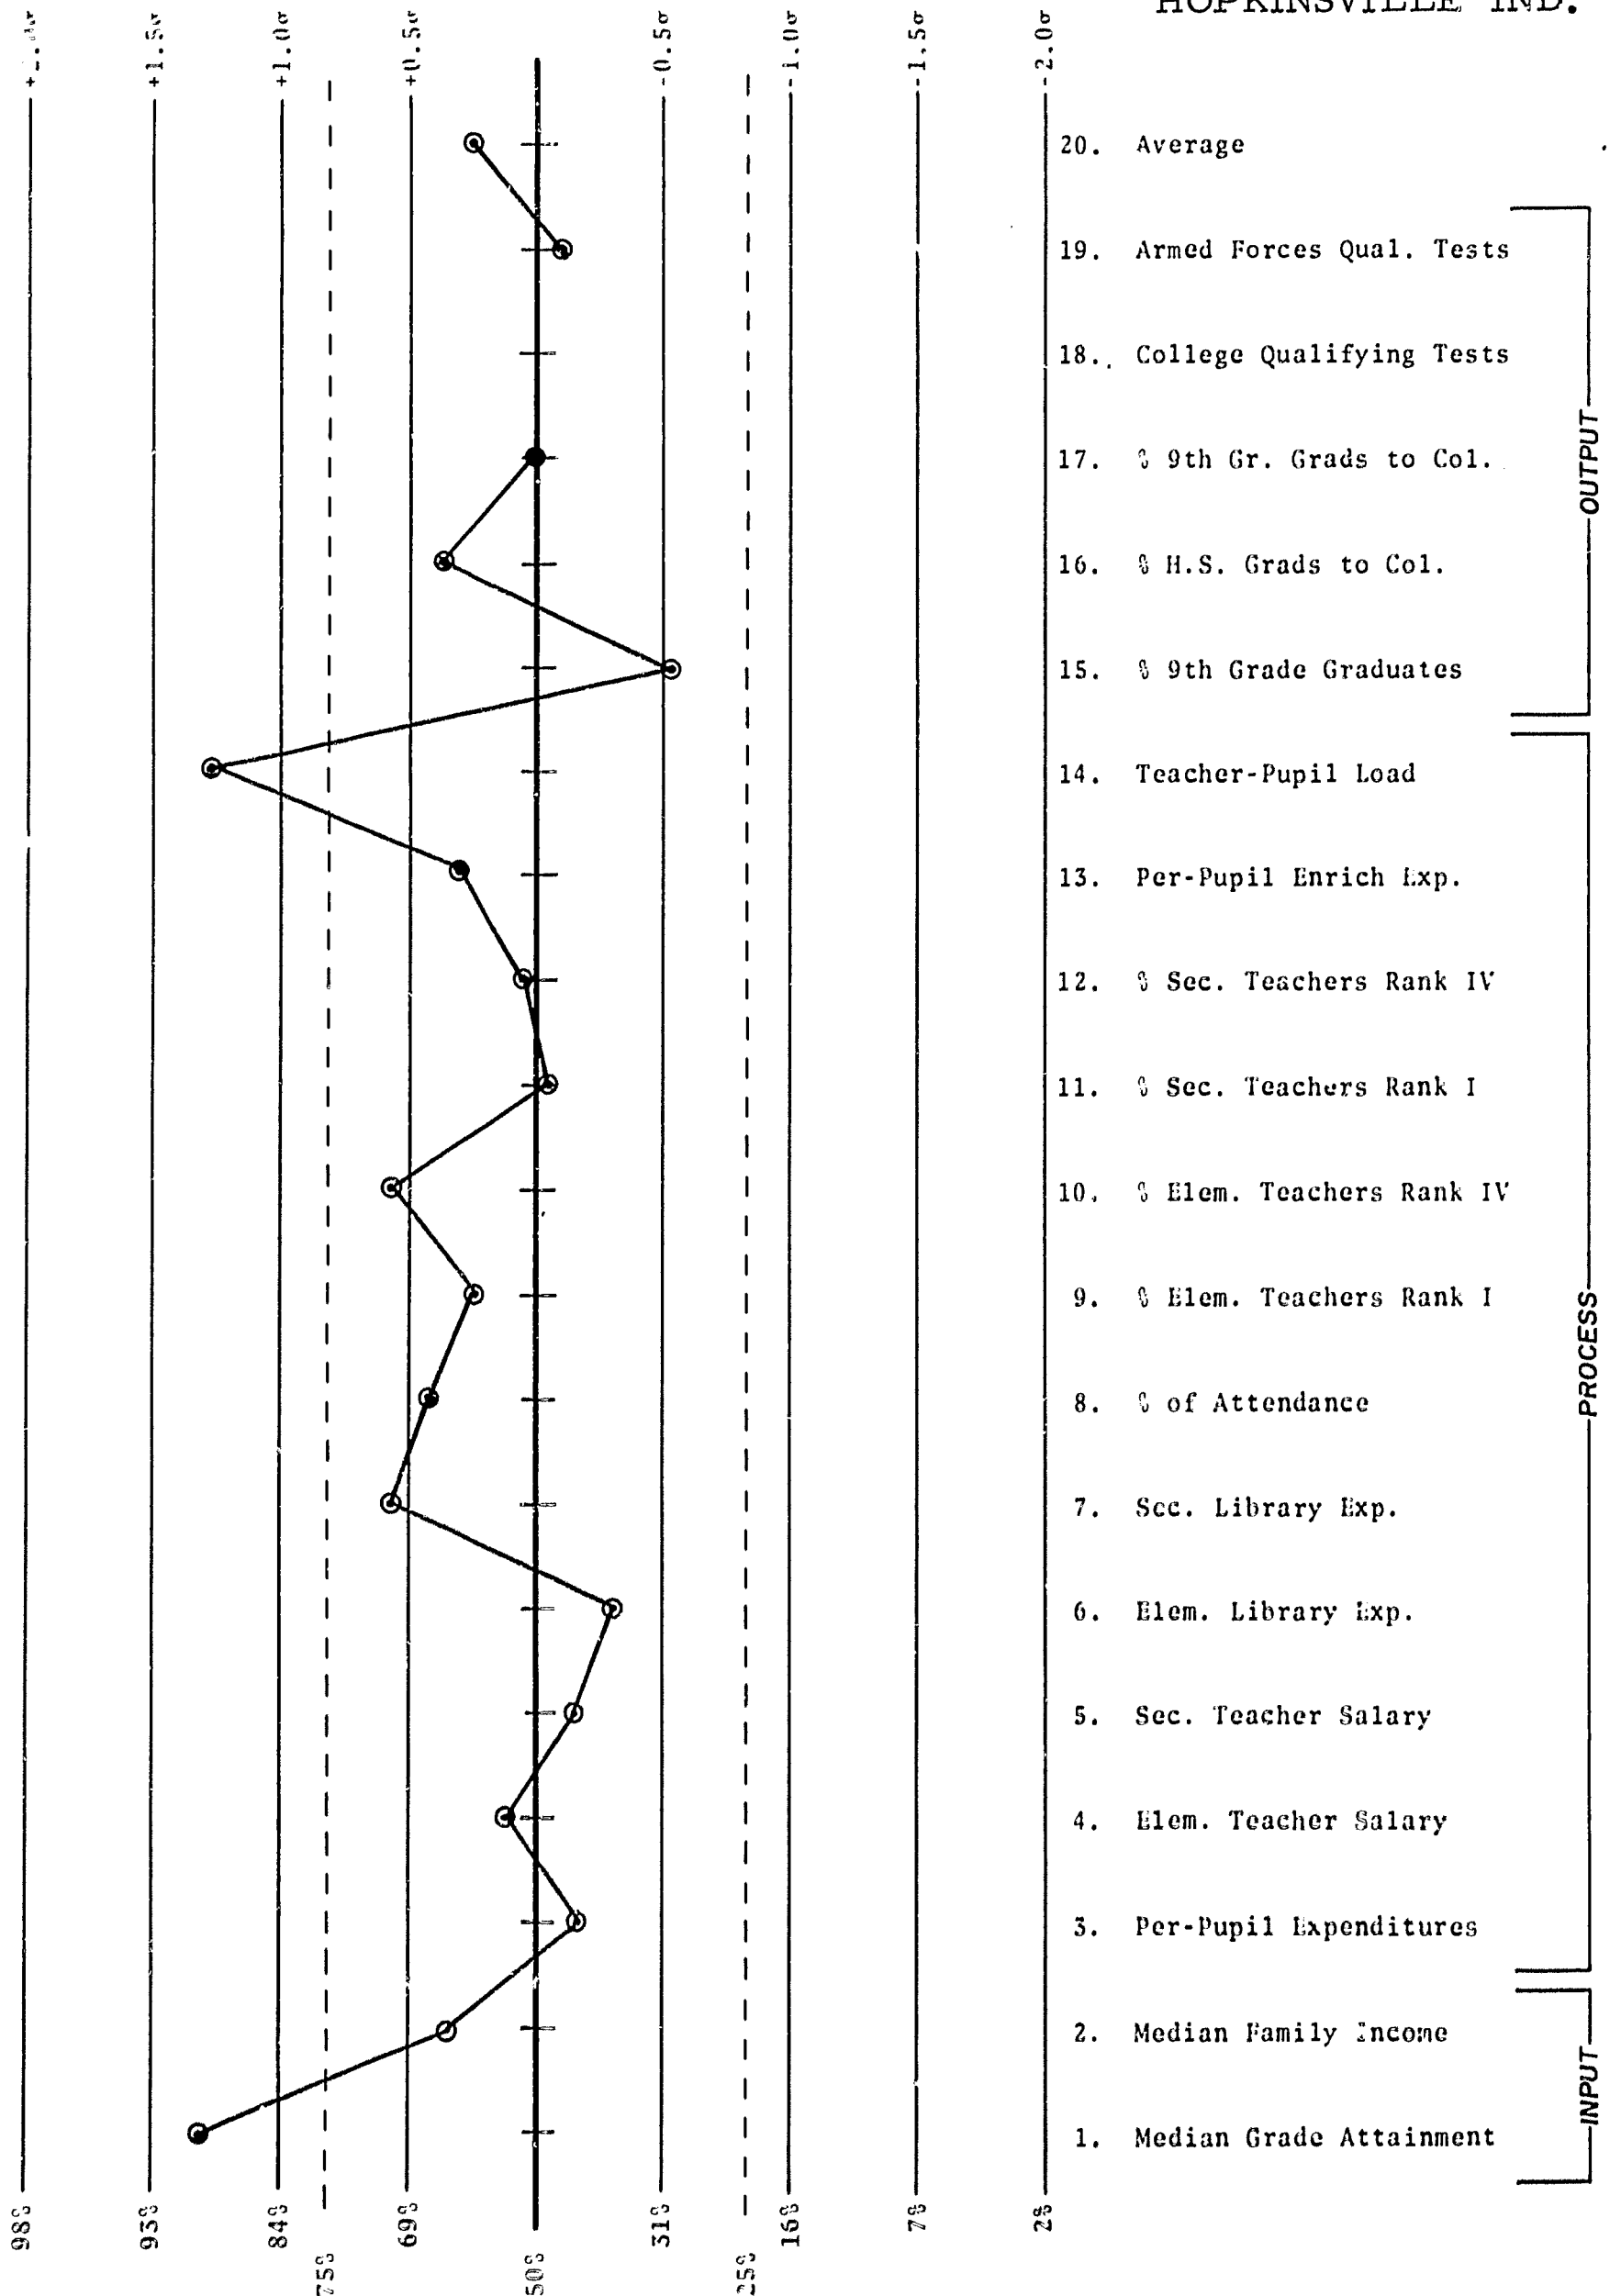 HOPKINSVILLE IND.
+1.5σ
+1.0σ
+0.5σ
-0.5σ
-1.0σ
-1.5σ
-2.0σ
20. Average
19. Armed Forces Qual. Tests
18. College Qualifying Tests
17. % 9th Gr. Grads to Col.
16. % H.S. Grads to Col.
15. % 9th Grade Graduates
OUTPUT
14. Teacher-Pupil Load
13. Per-Pupil Enrich Exp.
12. % Sec. Teachers Rank IV
11. % Sec. Teachers Rank I
10. % Elem. Teachers Rank IV
9. % Elem. Teachers Rank I
8. % of Attendance
7. Sec. Library Exp.
6. Elem. Library Exp.
5. Sec. Teacher Salary
4. Elem. Teacher Salary
3. Per-Pupil Expenditures
PROCESS
2. Median Family Income
1. Median Grade Attainment
INPUT
98%
93%
84%
75%
69%
50%
31%
25%
16%
7%
2%